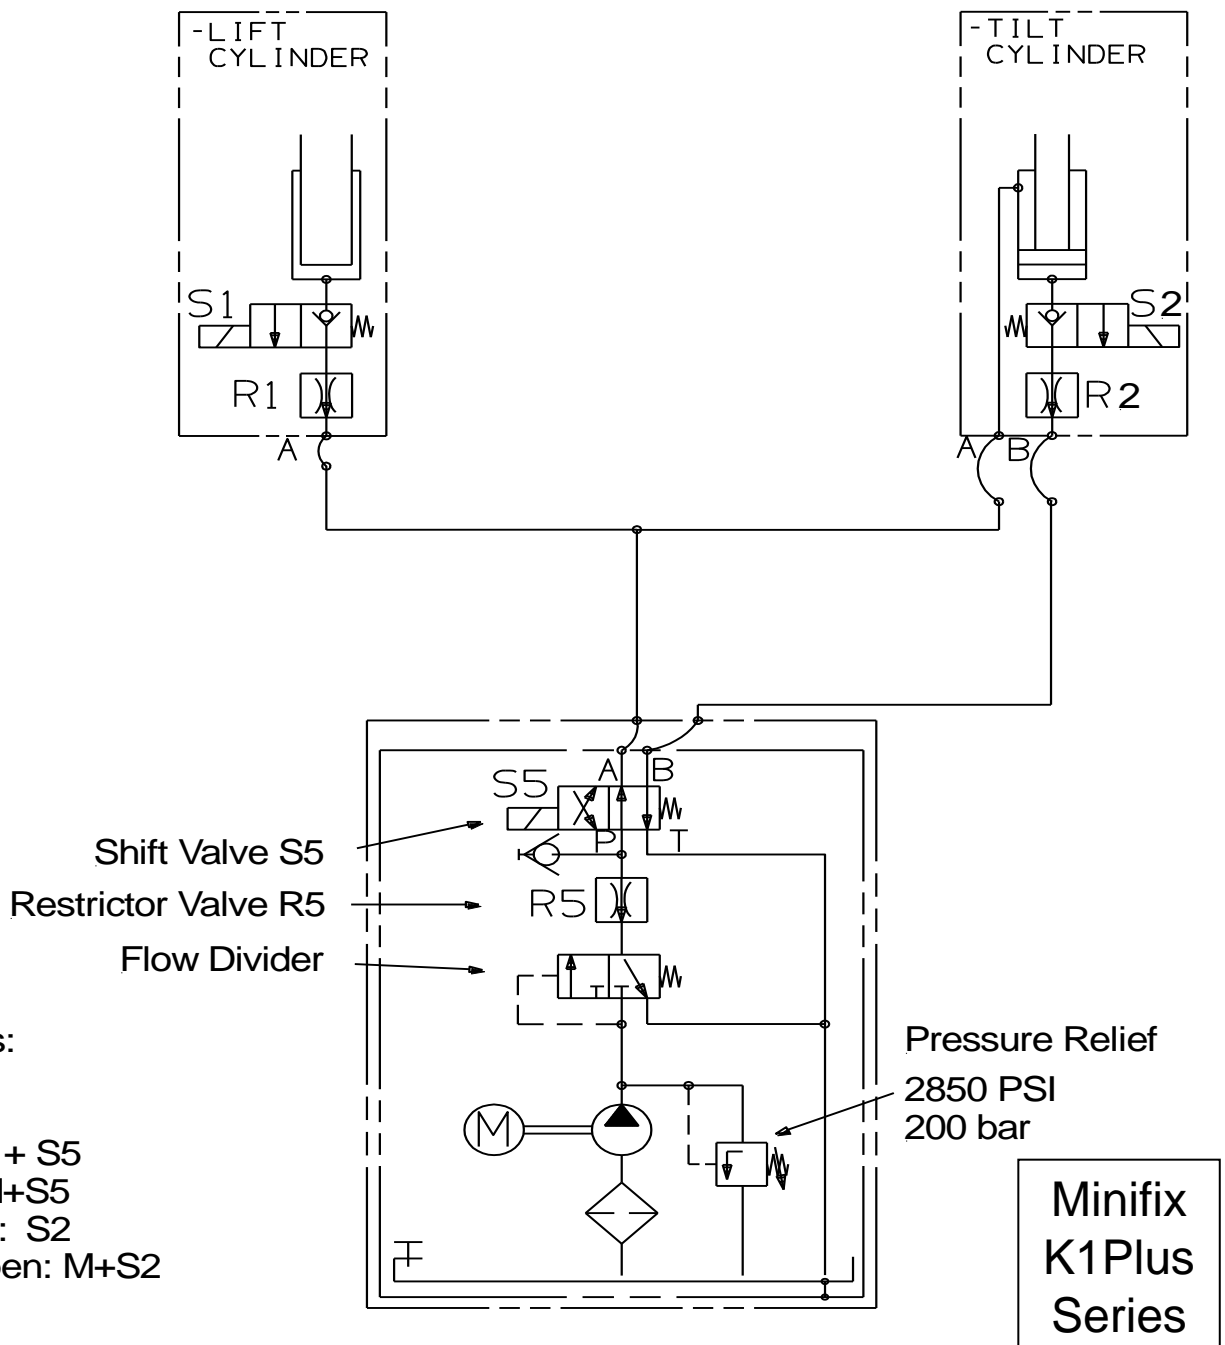 -LIFT
CYLINDER
-TILT
CYLINDER
S1
S2
R1
R2
A
A
B
A
B
S5
P
T
Shift Valve S5
R5
Restrictor Valve R5
Flow Divider
s:
Pressure Relief
2850 PSI
200 bar
M
+ S5
+S5
: S2
en: M+S2
Minifix
K1Plus
Series